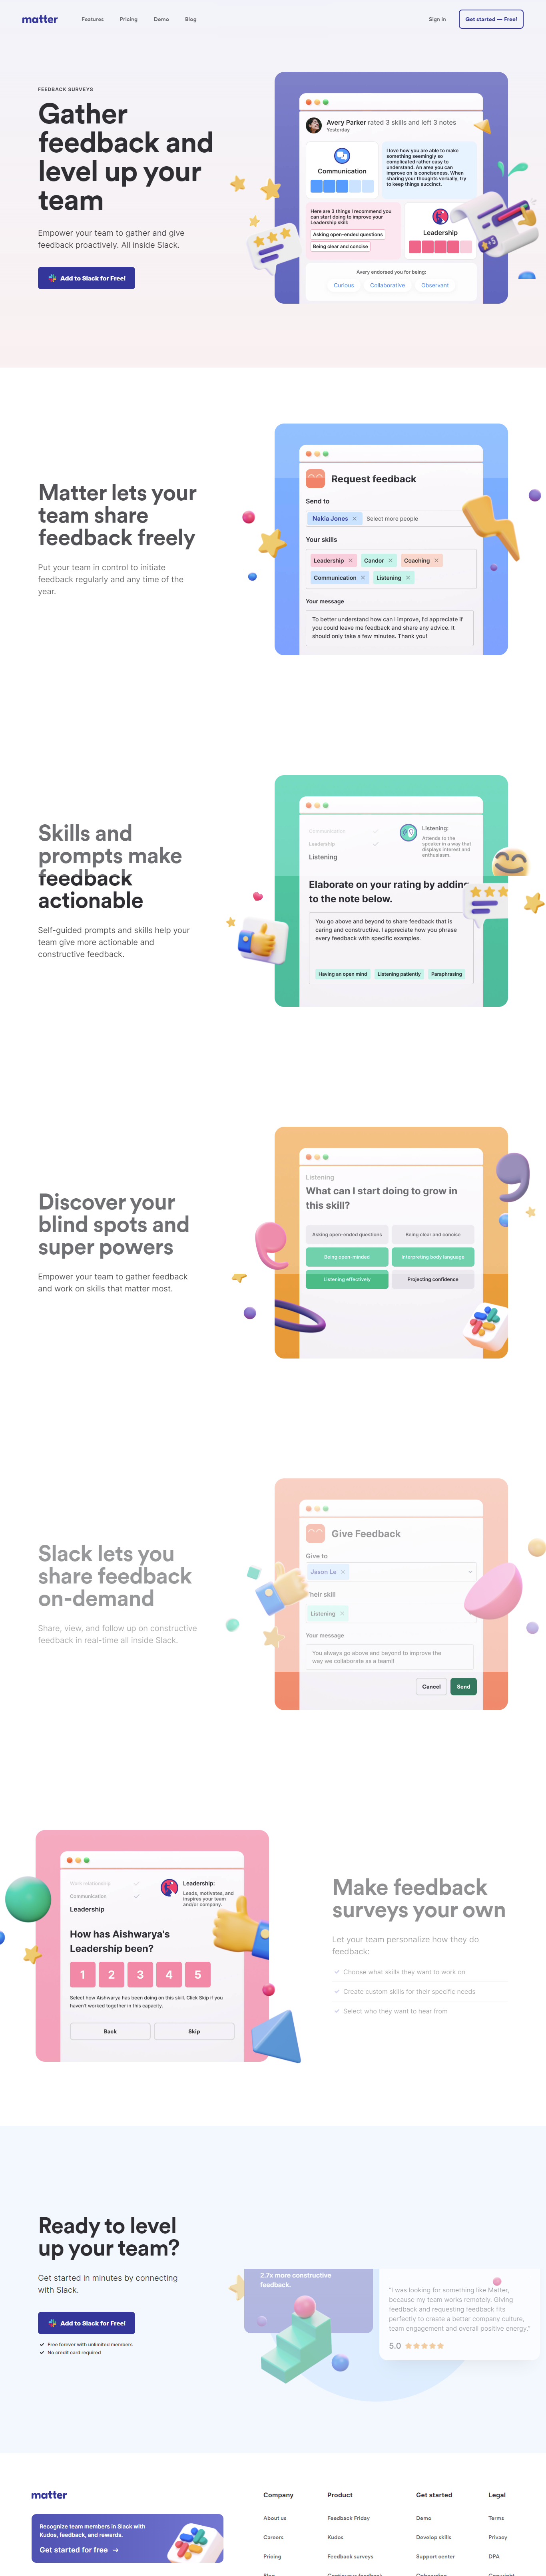 matter
Features
Pricing
Demo
Blog
Sign in
Get started — Free!
FEEDBACK SURVEYS
Gather
feedback and
level up your
team
Empower your team to gather and give
feedback proactively. All inside Slack.
Add to Slack for Free!
Avery Parker rated 3 skills and left 3 notes
Yesterday
Communication
I love how you are able to make
something seemingly so
complicated rather easy to
understand. An area you can
improve on is conciseness. When
sharing your thoughts verbally, try
to keep things succinct.
Here are 3 things I recommend you
can start doing to improve your
Leadership skill:
Asking open-ended questions
Being clear and concise
Leadership
Avery endorsed you for being:
Curious
Collaborative
Observant
Matter lets your
team share
feedback freely
Put your team in control to initiate
feedback regularly and any time of the
year.
Request feedback
Send to
Nakia Jones ×
Select more people
Your skills
Leadership ×
Candor ×
Coaching ×
Communication ×
Listening ×
Your message
To better understand how can I improve, I'd appreciate if
you could leave me feedback and share any advice. It
should only take a few minutes. Thank you!
Skills and
prompts make
feedback
actionable
Self-guided prompts and skills help your
team give more actionable and
constructive feedback.
Communication
Leadership
Listening
Listening:
Attends to the
speaker in a way that
displays interest and
enthusiasm.
Elaborate on your rating by adding
to the note below.
You go above and beyond to share feedback that is
caring and constructive. I appreciate how you phrase
every feedback with specific examples.
Having an open mind
Listening patiently
Paraphrasing
Discover your
blind spots and
super powers
Empower your team to gather feedback
and work on skills that matter most.
Listening
What can I start doing to grow in
this skill?
Asking open-ended questions
Being clear and concise
Being open-minded
Interpreting body language
Listening effectively
Projecting confidence
Slack lets you
share feedback
on-demand
Share, view, and follow up on constructive
feedback in real-time all inside Slack.
Give Feedback
Give to
Jason Le ×
heir skill
Listening ×
Your message
You always go above and beyond to improve the
way we collaborate as a team!!
Cancel
Send
Work relationship
Communication
Leadership
Leadership:
Leads, motivates, and
inspires your team
and/or company.
How has Aishwarya's
Leadership been?
1
2
3
4
5
Select how Aishwarya has been doing on this skill. Click Skip if you
haven't worked together in this capacity.
Back
Skip
Make feedback
surveys your own
Let your team personalize how they do
feedback:
Choose what skills they want to work on
Create custom skills for their specific needs
Select who they want to hear from
Ready to level
up your team?
Get started in minutes by connecting
with Slack.
Add to Slack for Free!
Free forever with unlimited members
No credit card required
2.7x more constructive
feedback.
"I was looking for something like Matter,
because my team works remotely. Giving
feedback and requesting feedback fits
perfectly to create a better company culture,
team engagement and overall positive energy."
5.0
matter
Recognize team members in Slack with
Kudos, feedback, and rewards.
Get started for free →
Company
About us
Careers
Pricing
Blog
Product
Feedback Friday
Kudos
Feedback surveys
Continuous feedback
Get started
Demo
Develop skills
Support center
Onboarding
Legal
Terms
Privacy
DPA
Copyright